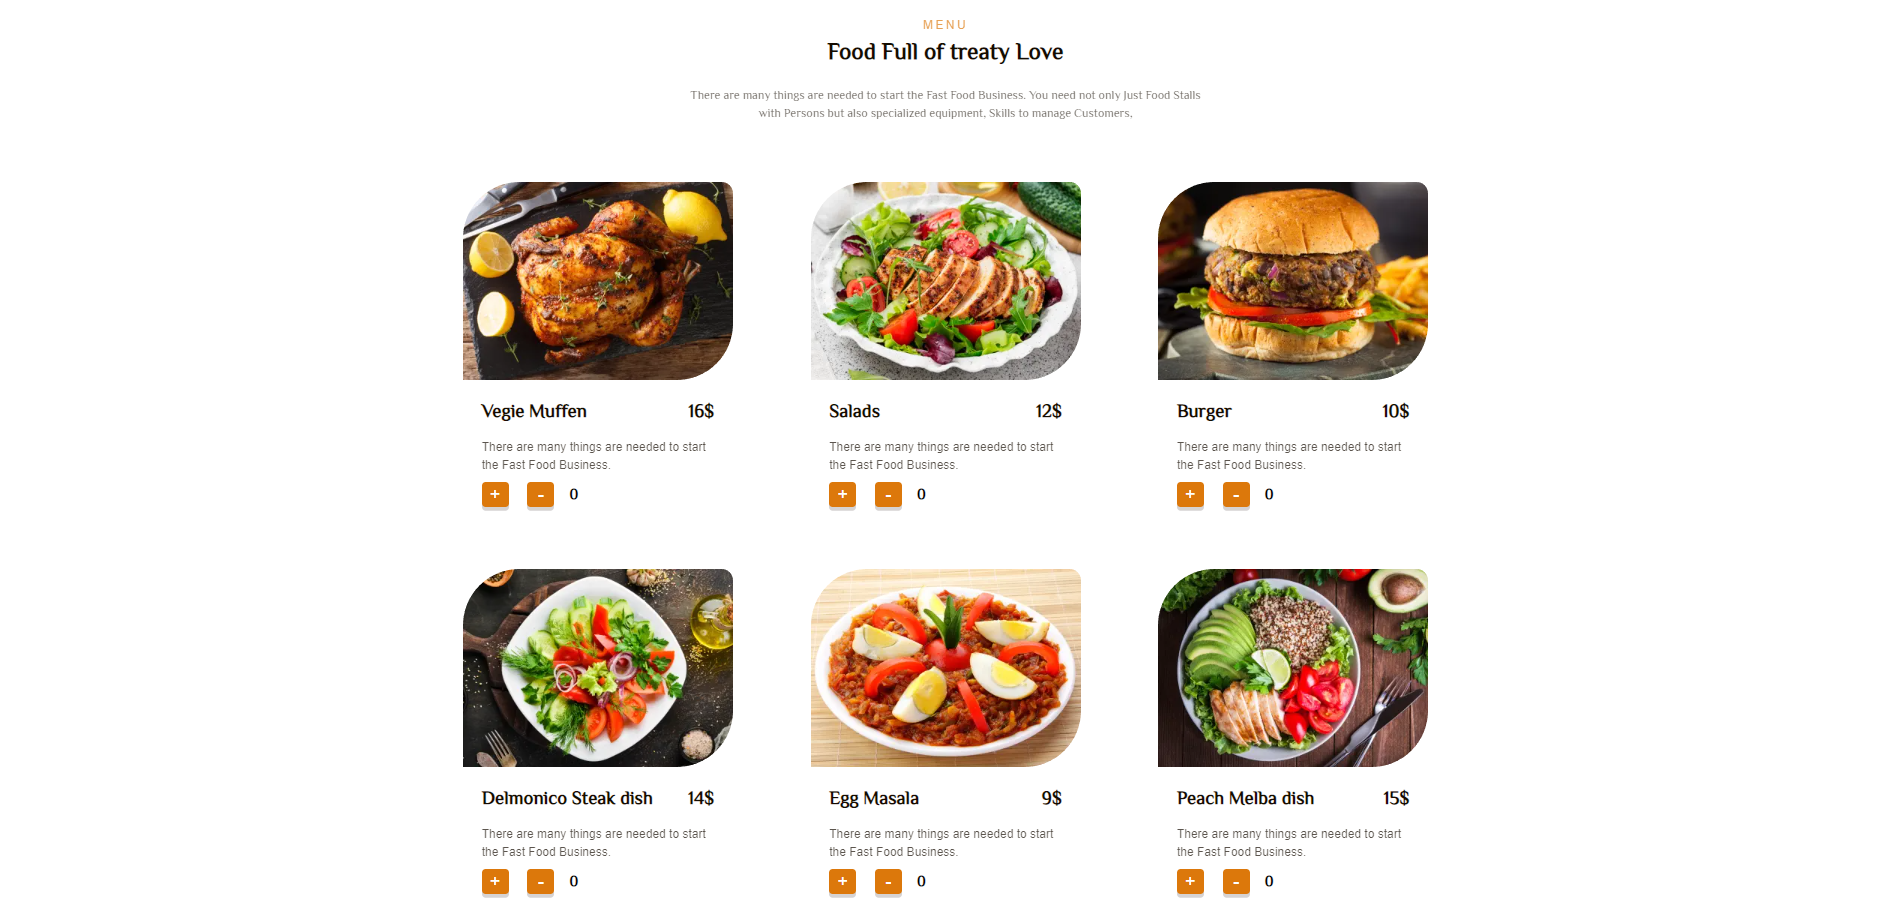 MENU
Food Full of treaty Love
There are many things are needed to start the Fast Food Business. You need not only Just Food Stalls
with Persons but also specialized equipment, Skills to manage Customers,
Vegie Muffen 16$
There are many things are needed to start
the Fast Food Business.
+ - 0
Salads 12$
There are many things are needed to start
the Fast Food Business.
+ - 0
Burger 10$
There are many things are needed to start
the Fast Food Business.
+ - 0
Delmonico Steak dish 14$
There are many things are needed to start
the Fast Food Business.
+ - 0
Egg Masala 9$
There are many things are needed to start
the Fast Food Business.
+ - 0
Peach Melba dish 15$
There are many things are needed to start
the Fast Food Business.
+ - 0